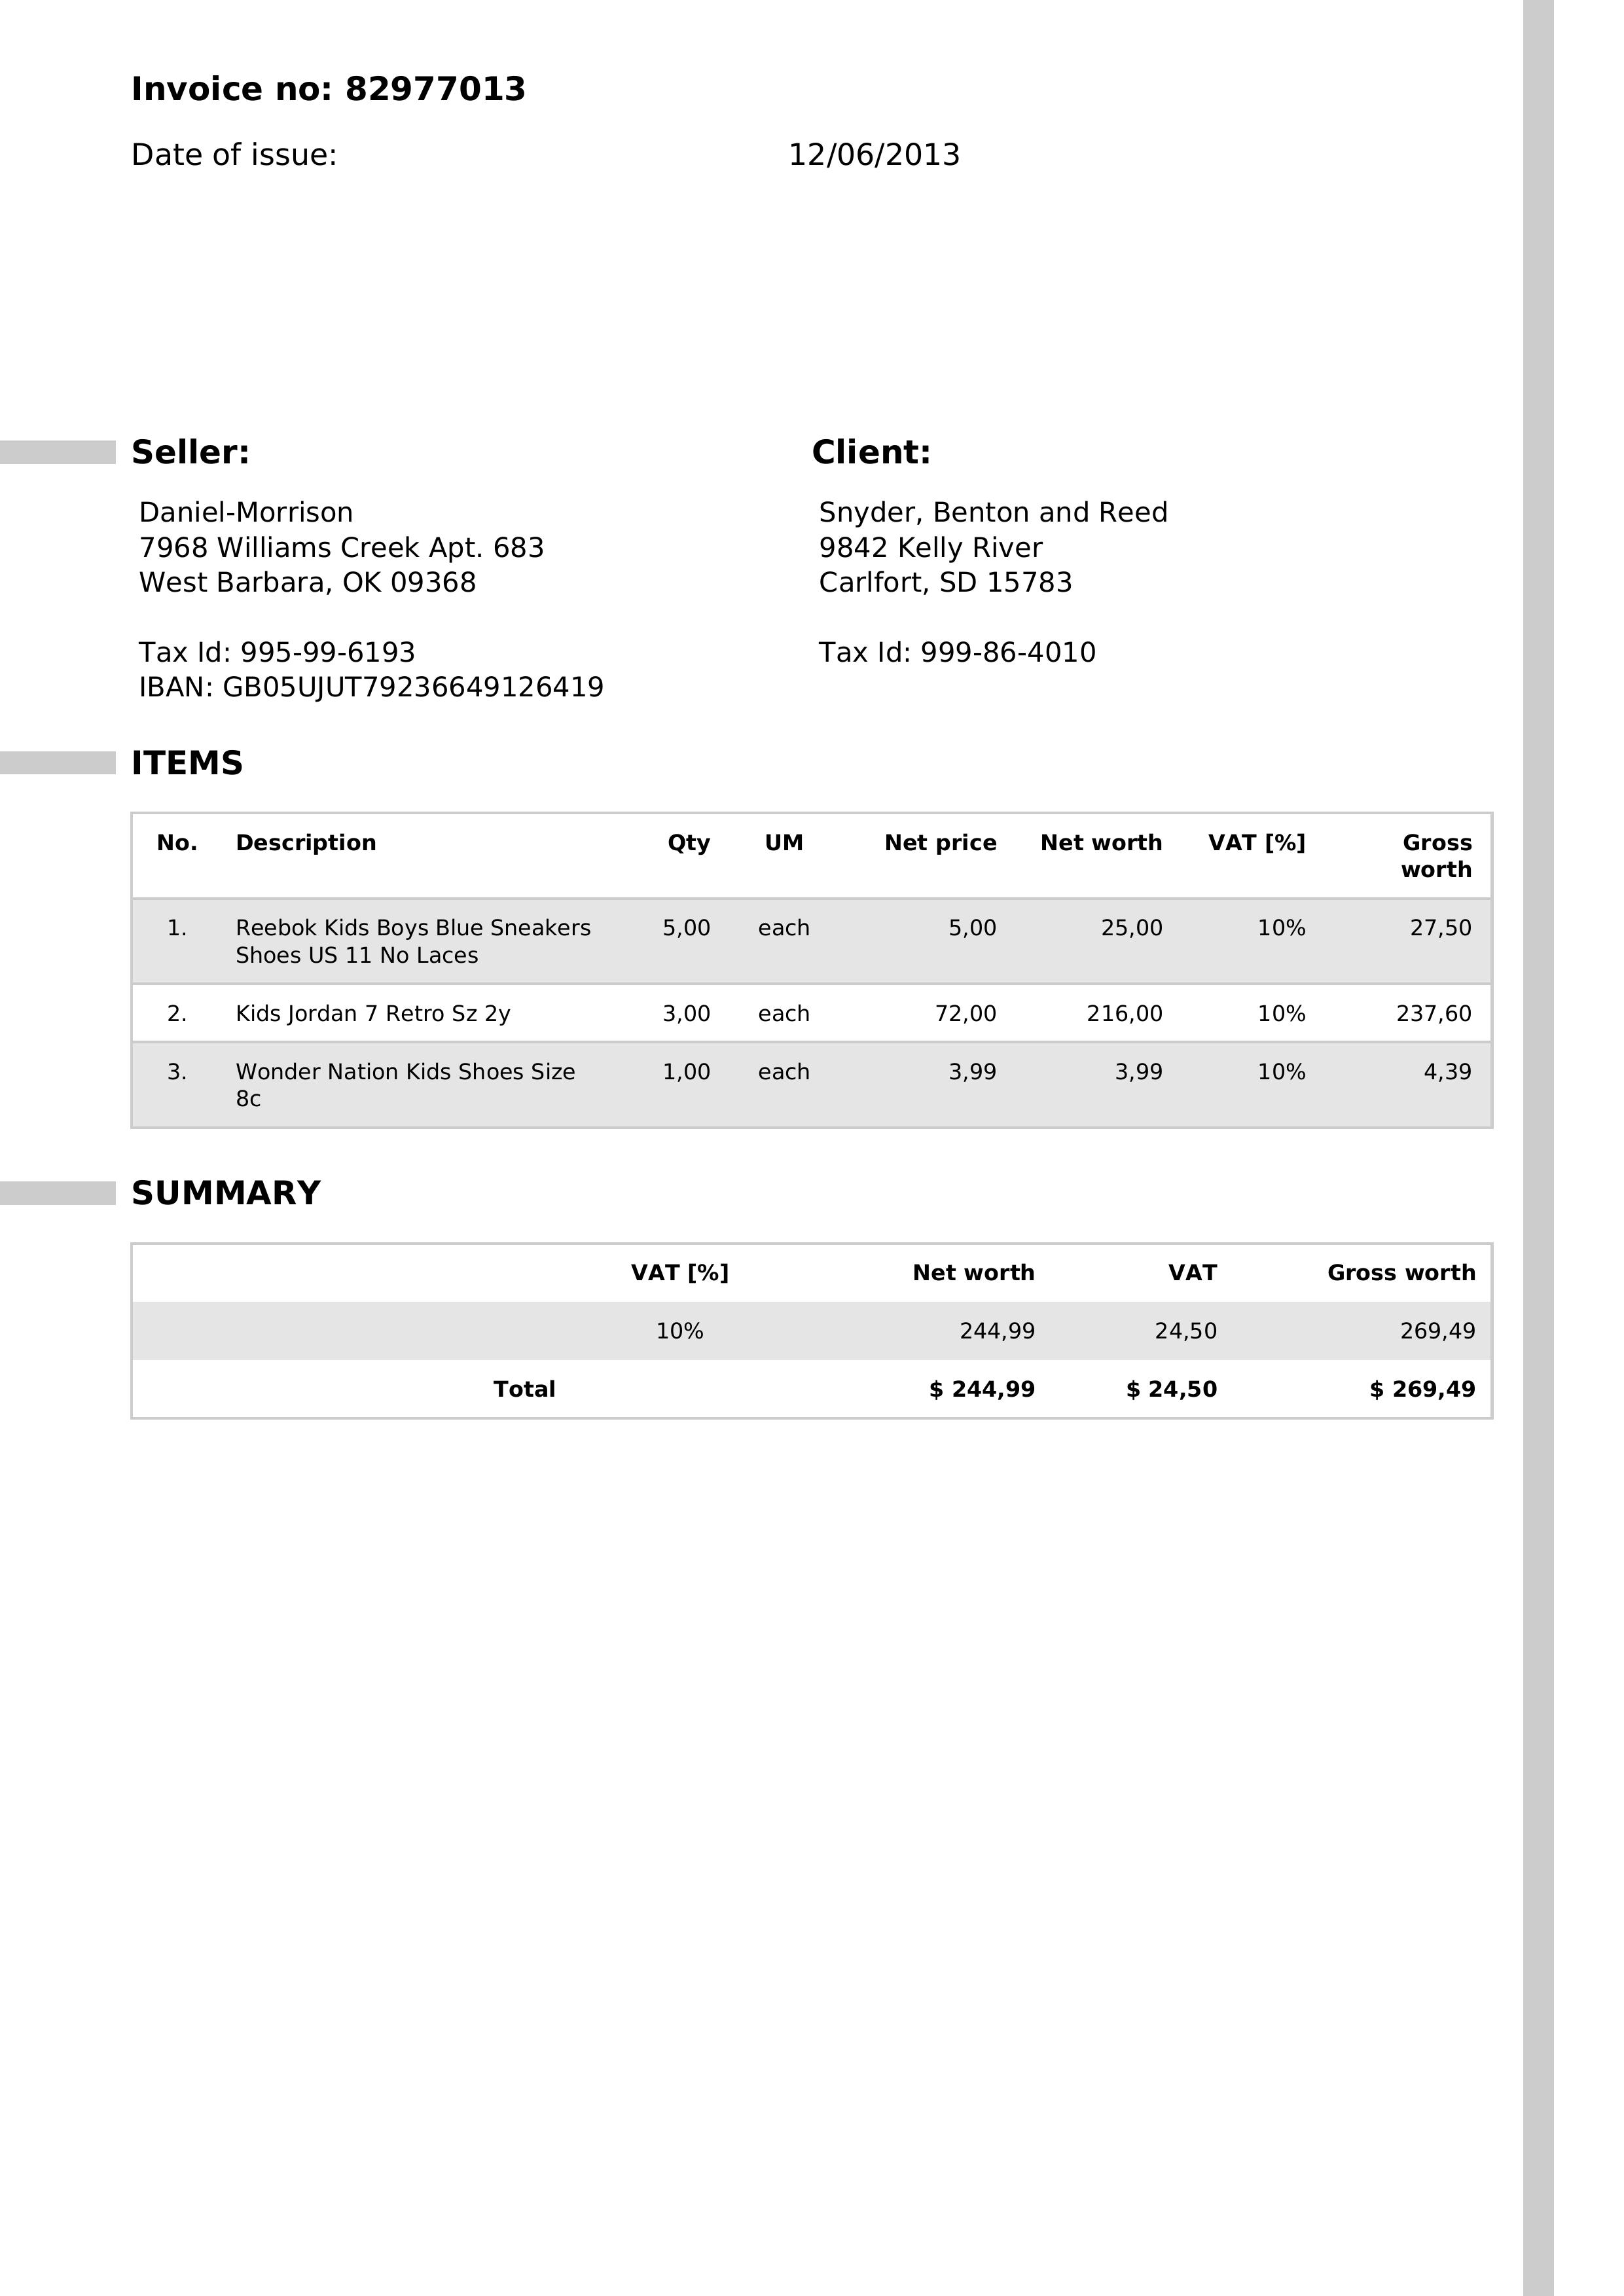 Invoice no: 82977013
Date of issue: 12/06/2013
Seller:
Daniel-Morrison
7968 Williams Creek Apt. 683
West Barbara, OK 09368
Tax Id: 995-99-6193
IBAN: GB05UJUT79236649126419
Client:
Snyder, Benton and Reed
9842 Kelly River
Carlfort, SD 15783
Tax Id: 999-86-4010
ITEMS
No. Description Qty UM Net price Net worth VAT [%] Gross
worth
1. Reebok Kids Boys Blue Sneakers 5,00 each 5,00 25,00 10% 27,50
Shoes US 11 No Laces
2. Kids Jordan 7 Retro Sz 2y 3,00 each 72,00 216,00 10% 237,60
3. Wonder Nation Kids Shoes Size 1,00 each 3,99 3,99 10% 4,39
8c
SUMMARY
VAT [%] Net worth VAT Gross worth
10% 244,99 24,50 269,49
Total $ 244,99 $ 24,50 $ 269,49